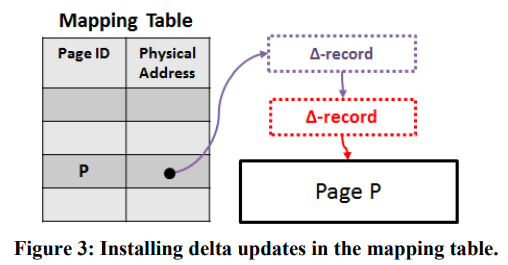 Mapping Table
Page ID
Physical
Address
P
Δ-record
Δ-record
Page P
Figure 3: Installing delta updates in the mapping table.